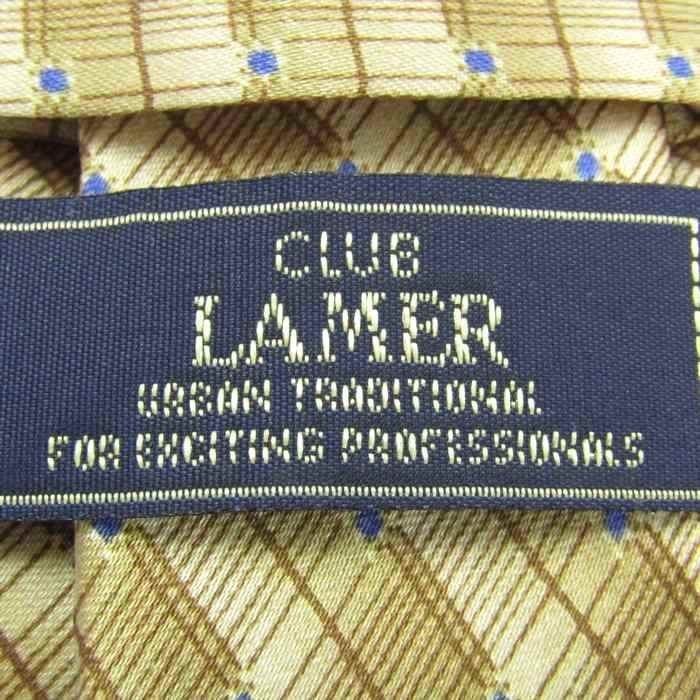 CLUB
LAMER
URBAN TRADITIONAL
FOR EXCITING PROFESSIONALS